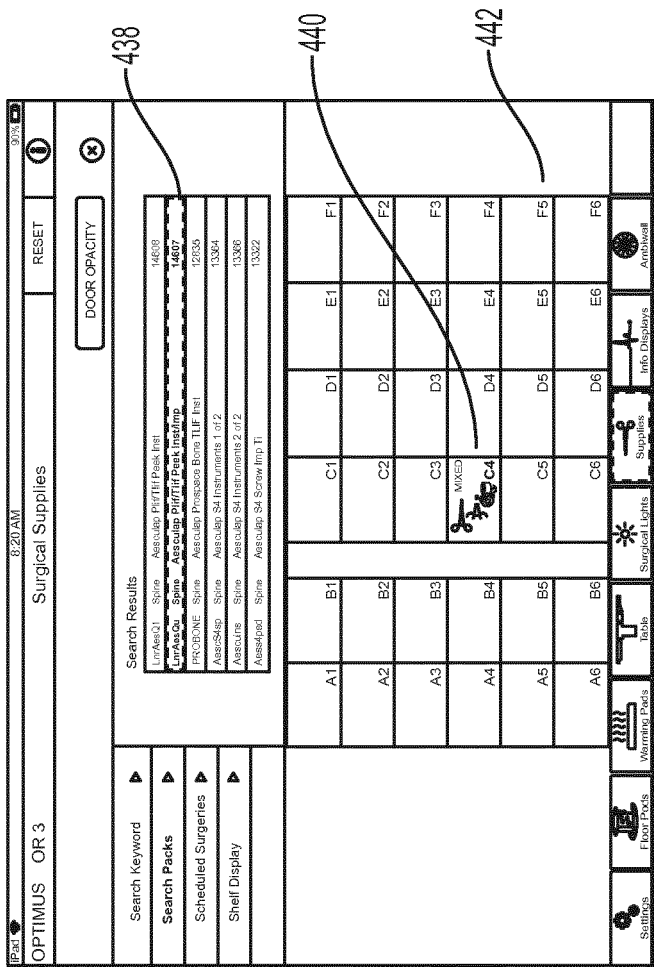 iPad 8:20 AM 90%
OPTIMUS OR 3 Surgical Supplies RESET
DOOR OPACITY
Search Keyword
Search Packs
Scheduled Surgeries
Shelf Display
Search Results
LnrAesQ1 Spine Aesculap Plif/Tlif Peek Inst 14608
LnrAesQu Spine Aesculap Plif/Tlif Peek Inst/Imp 14607
PROBONE Spine Aesculap Prospace Bone TLIF Inst 12835
AescS4sp Spine Aesculap S4 Instruments 1 of 2 13364
Aescuins Spine Aesculap S4 Instruments 2 of 2 13366
Aess4ped Spine Aesculap S4 Screw Imp Ti 13322
438
440
442
A1 B1 C1 D1 E1 F1
A2 B2 C2 D2 E2 F2
A3 B3 C3 D3 E3 F3
MIXED
A4 B4 C4 D4 E4 F4
A5 B5 C5 D5 E5 F5
A6 B6 C6 D6 E6 F6
Settings Floor Pods Warming Pads Table Surgical Lights Supplies Info Displays Ambiwall